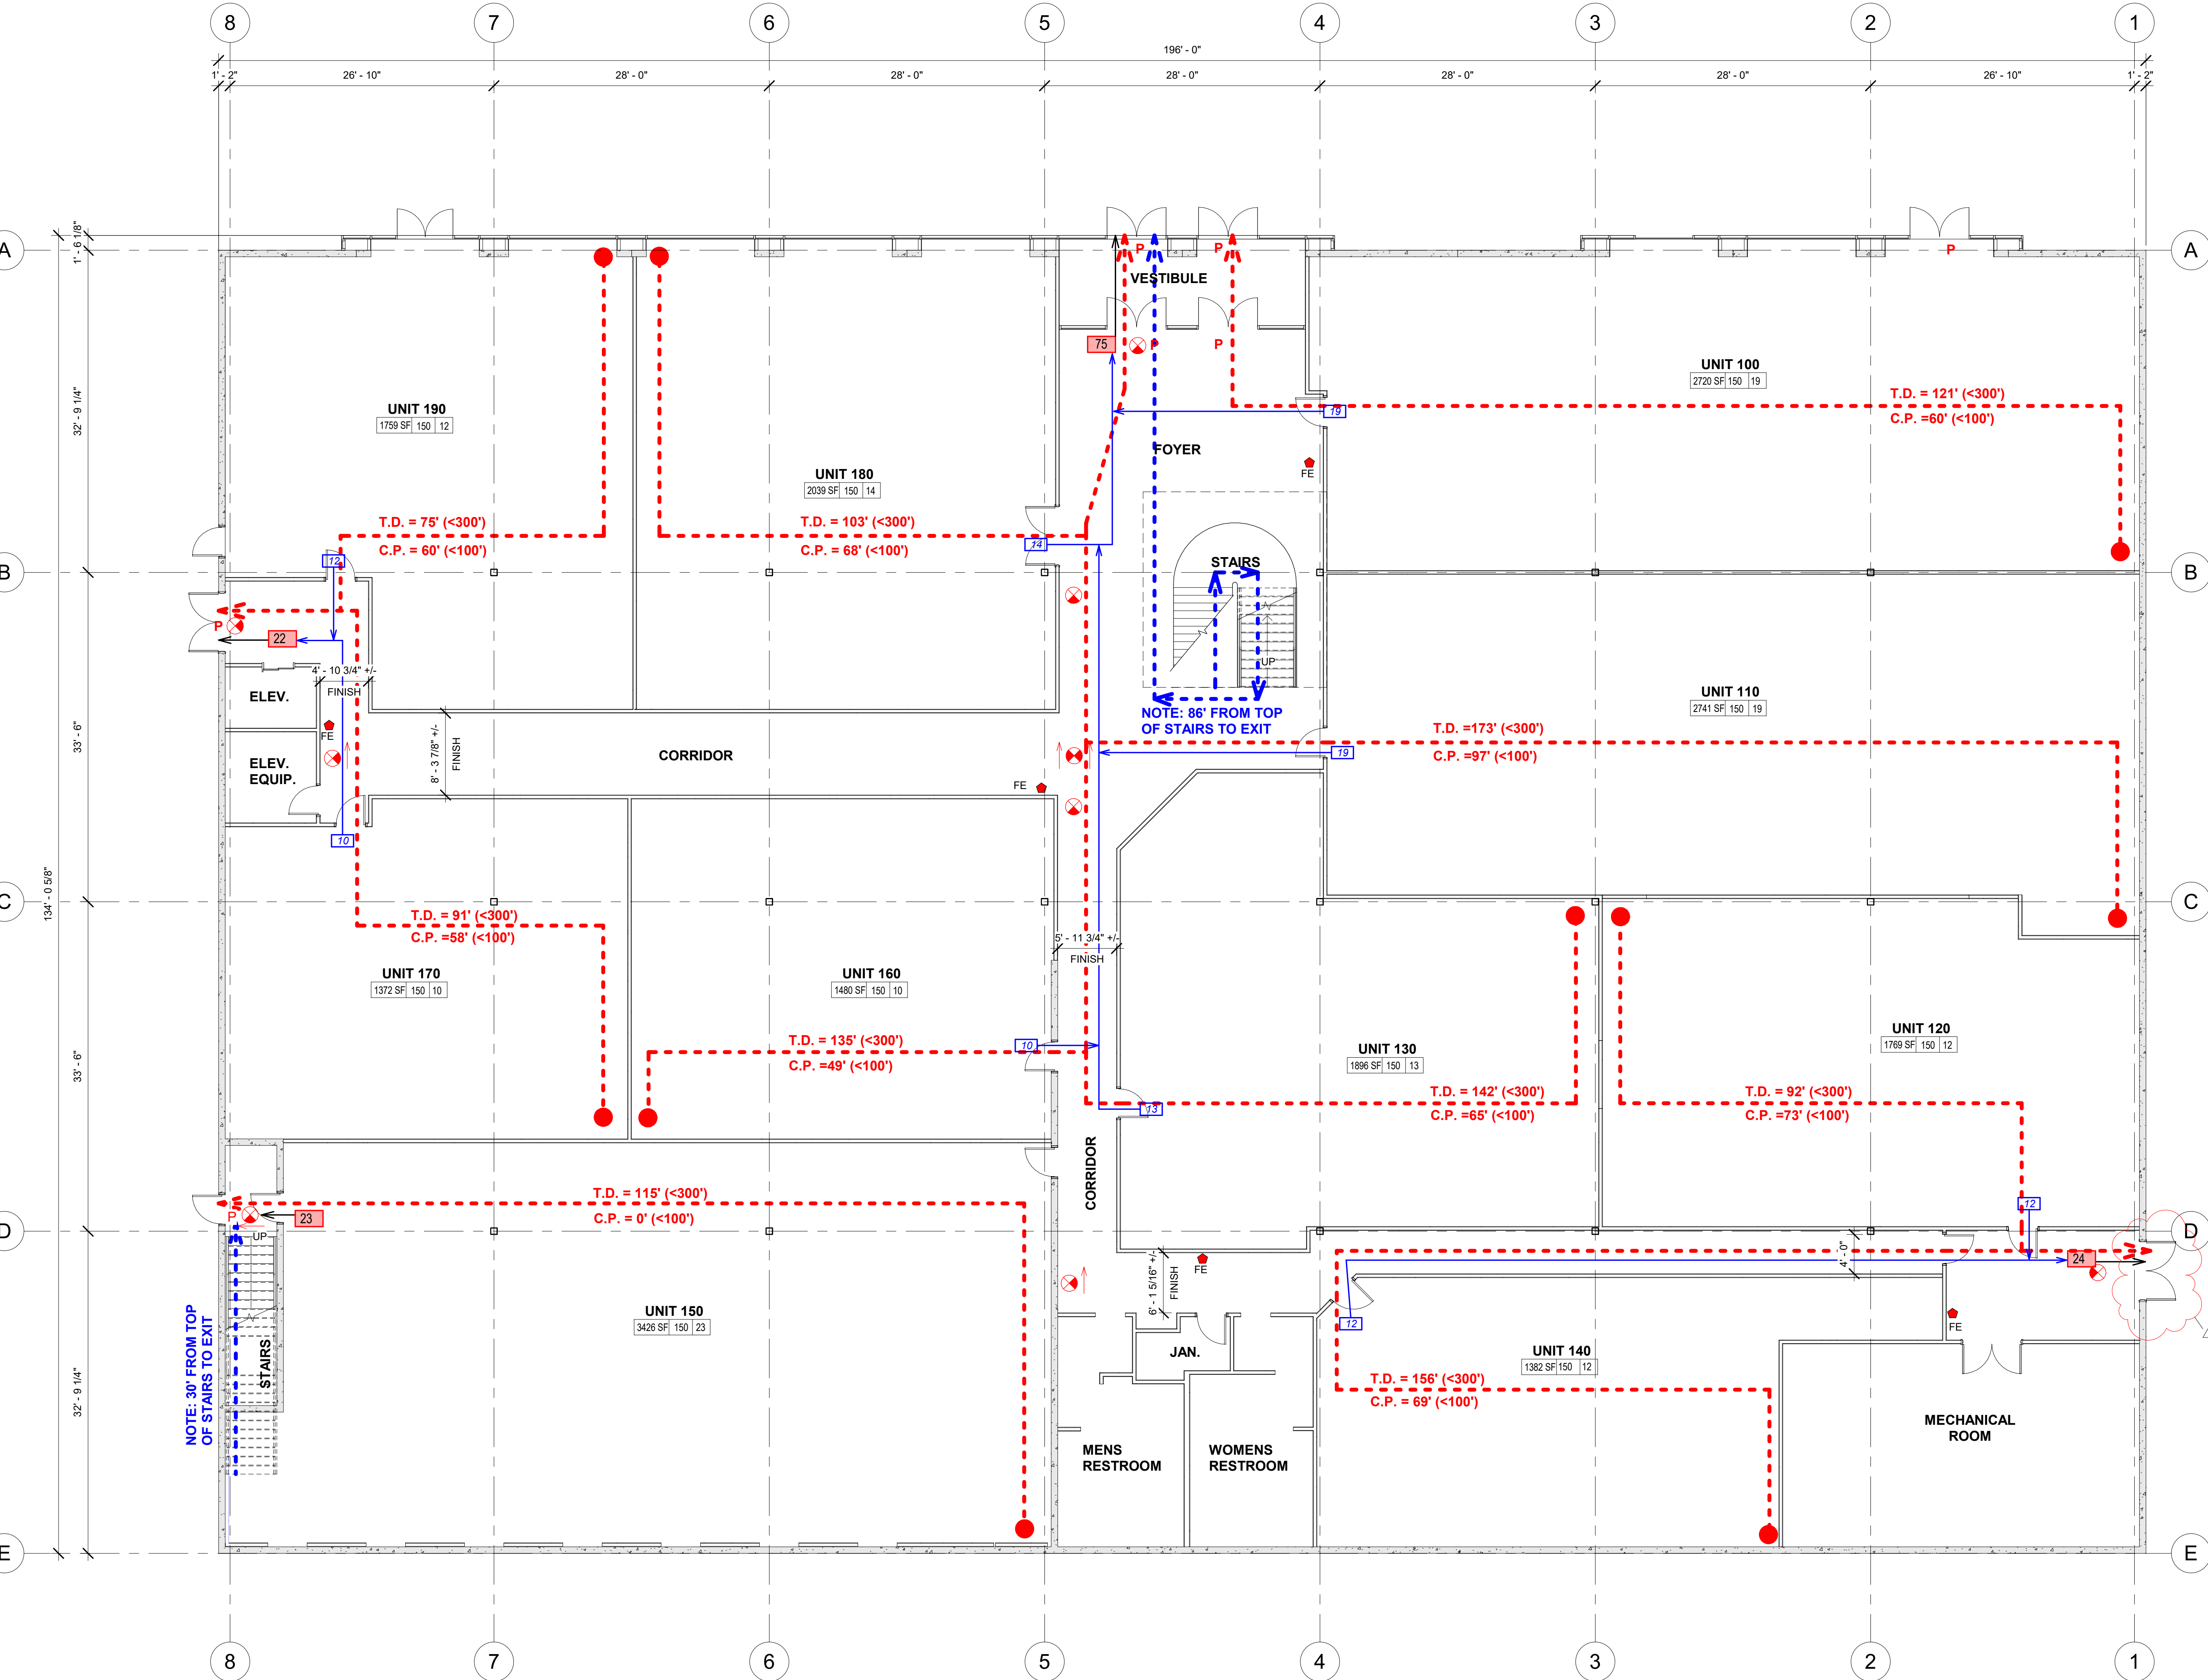 8
7
6
5
4
3
2
1
196' - 0"
1' - 2"
26' - 10"
28' - 0"
28' - 0"
28' - 0"
28' - 0"
28' - 0"
26' - 10"
1' - 2"
1' - 6 1/8"
A
A
P
P
P
VESTIBULE
75
P
P
UNIT 100
2720 SF 150 19
T.D. = 121' (<300')
C.P. =60' (<100')
32' - 9 1/4"
UNIT 190
1759 SF 150 12
19
FOYER
FE
UNIT 180
2039 SF 150 14
T.D. = 75' (<300')
C.P. = 60' (<100')
T.D. = 103' (<300')
C.P. = 68' (<100')
14
12
STAIRS
B
B
P
22
UP
4' - 10 3/4" +/-
FINISH
ELEV.
FE
NOTE: 86' FROM TOP
OF STAIRS TO EXIT
UNIT 110
2741 SF 150 19
33' - 6"
T.D. =173' (<300')
C.P. =97' (<100')
19
8' - 3 7/8" +/-
FINISH
CORRIDOR
ELEV.
EQUIP.
FE
10
134' - 0 5/8"
C
C
T.D. = 91' (<300')
C.P. =58' (<100')
5' - 11 3/4" +/-
FINISH
UNIT 170
1372 SF 150 10
UNIT 160
1480 SF 150 10
T.D. = 135' (<300')
C.P. =49' (<100')
10
33' - 6"
UNIT 130
1896 SF 150 13
UNIT 120
1769 SF 150 12
T.D. = 142' (<300')
C.P. =65' (<100')
T.D. = 92' (<300')
C.P. =73' (<100')
13
CORRIDOR
12
T.D. = 115' (<300')
C.P. = 0' (<100')
P
23
UP
D
D
24
4' - 0"
6' - 1 5/16" +/-
FINISH
FE
FE
NOTE: 30' FROM TOP
OF STAIRS TO EXIT
STAIRS
UNIT 150
3426 SF 150 23
12
JAN.
UNIT 140
1382 SF 150 12
T.D. = 156' (<300')
C.P. = 69' (<100')
32' - 9 1/4"
MENS
RESTROOM
WOMENS
RESTROOM
MECHANICAL
ROOM
E
E
8
7
6
5
4
3
2
1